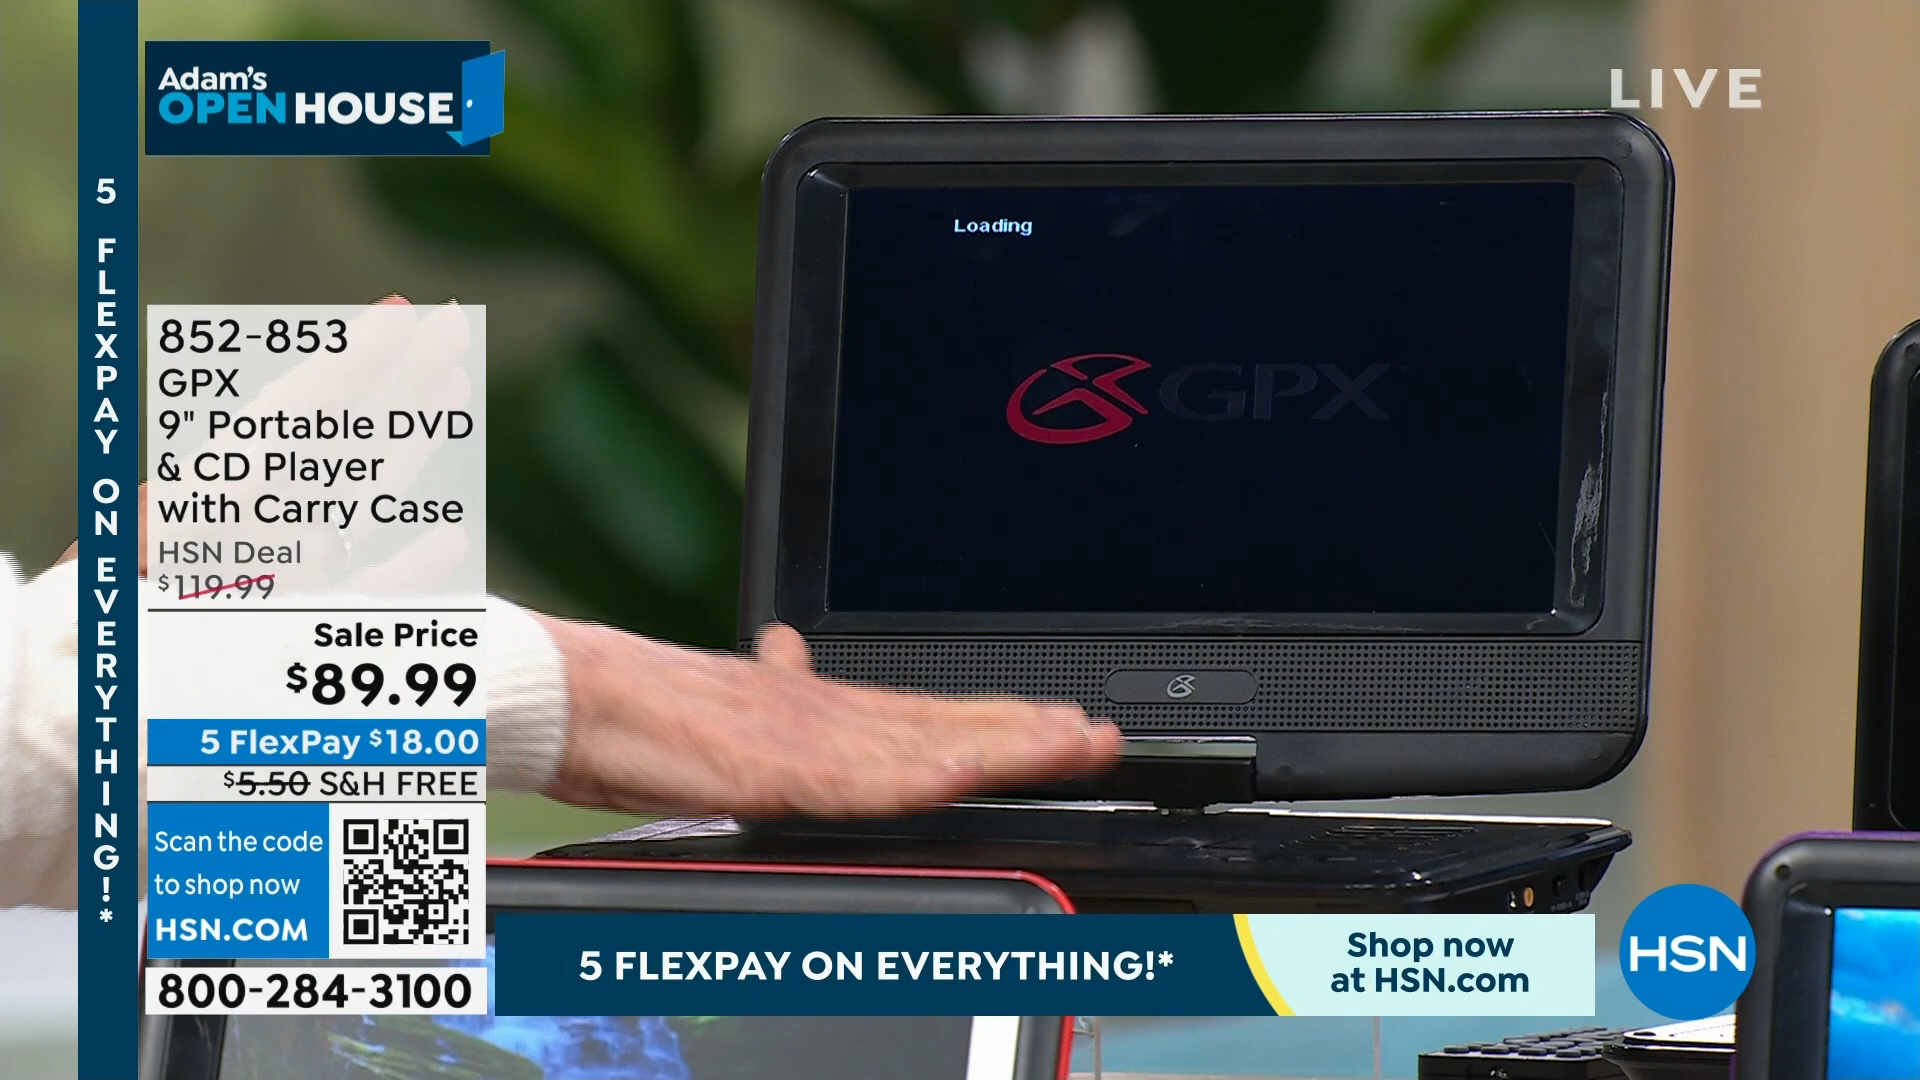 Adam's
OPEN HOUSE
LIVE
5 FLEXPAY ON EVERYTHING!*
852-853
GPX
9" Portable DVD
& CD Player
with Carry Case
HSN Deal
$119.99
Sale Price
$89.99
5 FlexPay $18.00
$5.50 S&H FREE
Scan the code
to shop now
HSN.COM
800-284-3100
Loading
GPX
5 FLEXPAY ON EVERYTHING!*
Shop now
at HSN.com
HSN